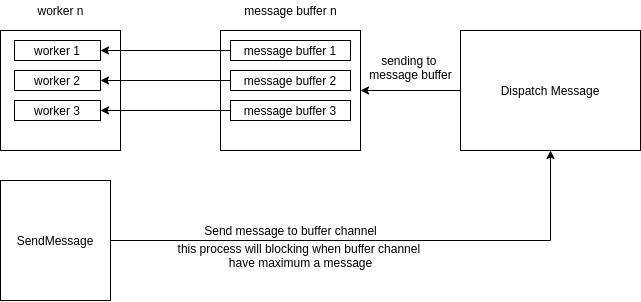 worker n
message buffer n
worker 1
message buffer 1
worker 2
message buffer 2
worker 3
message buffer 3
sending to
message buffer
Dispatch Message
SendMessage
Send message to buffer channel
this process will blocking when buffer channel
have maximum a message